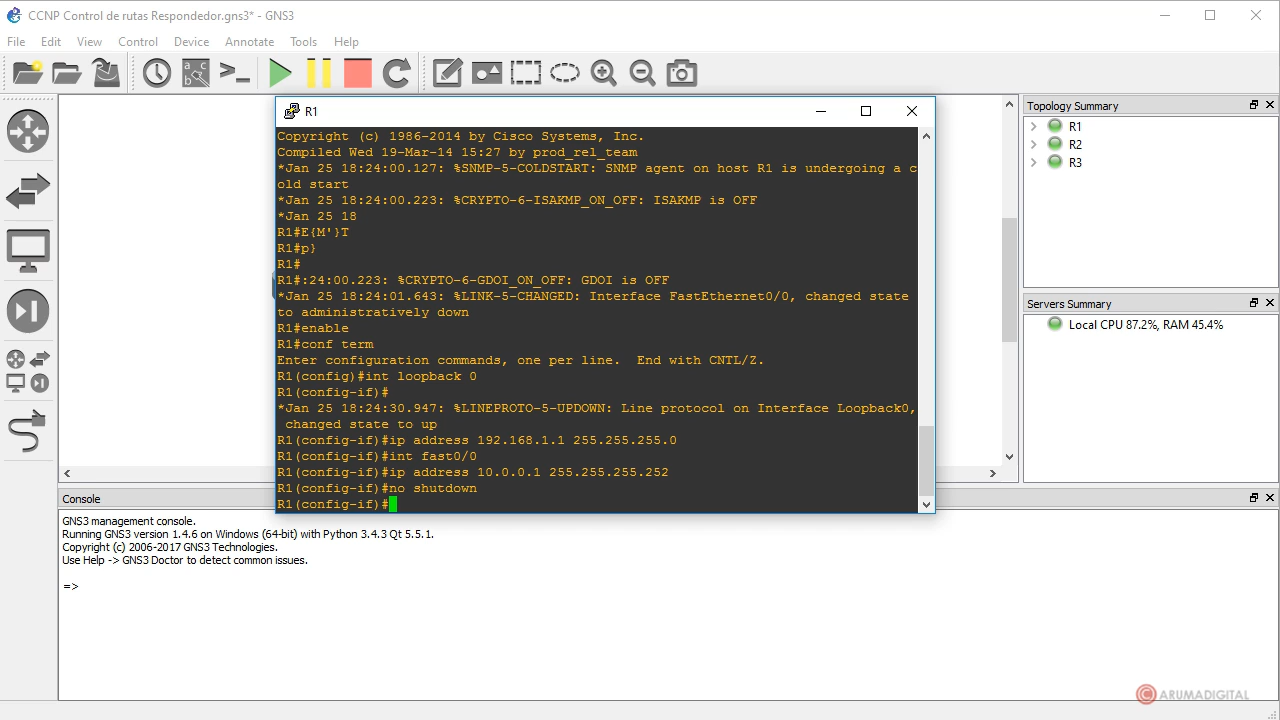 CCNP Control de rutas Respondedor.gns3* - GNS3
File Edit View Control Device Annotate Tools Help
R1
Copyright (c) 1986-2014 by Cisco Systems, Inc.
Compiled Wed 19-Mar-14 15:27 by prod_rel_team
*Jan 25 18:24:00.127: %SNMP-5-COLDSTART: SNMP agent on host R1 is undergoing a c
old start
*Jan 25 18:24:00.223: %CRYPTO-6-ISAKMP_ON_OFF: ISAKMP is OFF
*Jan 25 18
R1#E{M'}T
R1#p}
R1#
R1#:24:00.223: %CRYPTO-6-GDOI_ON_OFF: GDOI is OFF
*Jan 25 18:24:01.643: %LINK-5-CHANGED: Interface FastEthernet0/0, changed state
to administratively down
R1#enable
R1#conf term
Enter configuration commands, one per line.  End with CNTL/Z.
R1(config)#int loopback 0
R1(config-if)#
*Jan 25 18:24:30.947: %LINEPROTO-5-UPDOWN: Line protocol on Interface Loopback0,
changed state to up
R1(config-if)#ip address 192.168.1.1 255.255.255.0
R1(config-if)#int fast0/0
R1(config-if)#ip address 10.0.0.1 255.255.255.252
R1(config-if)#no shutdown
R1(config-if)#
Topology Summary
R1
R2
R3
Servers Summary
Local CPU 87.2%, RAM 45.4%
Console
GNS3 management console.
Running GNS3 version 1.4.6 on Windows (64-bit) with Python 3.4.3 Qt 5.5.1.
Copyright (c) 2006-2017 GNS3 Technologies.
Use Help -> GNS3 Doctor to detect common issues.
=>
© ARUMADIGITAL